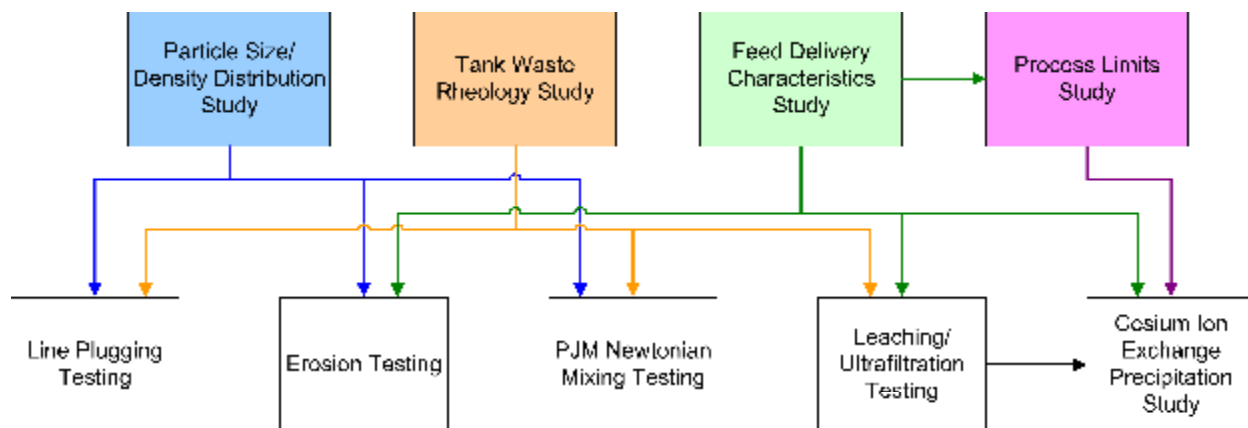 Particle Size/
Density Distribution
Study
Tank Waste
Rheology Study
Feed Delivery
Characteristics
Study
Process Limits
Study
Line Plugging
Testing
Erosion Testing
PJM Newtonian
Mixing Testing
Leaching/
Ultrafiltration
Testing
Cesium Ion
Exchange
Precipitation
Study